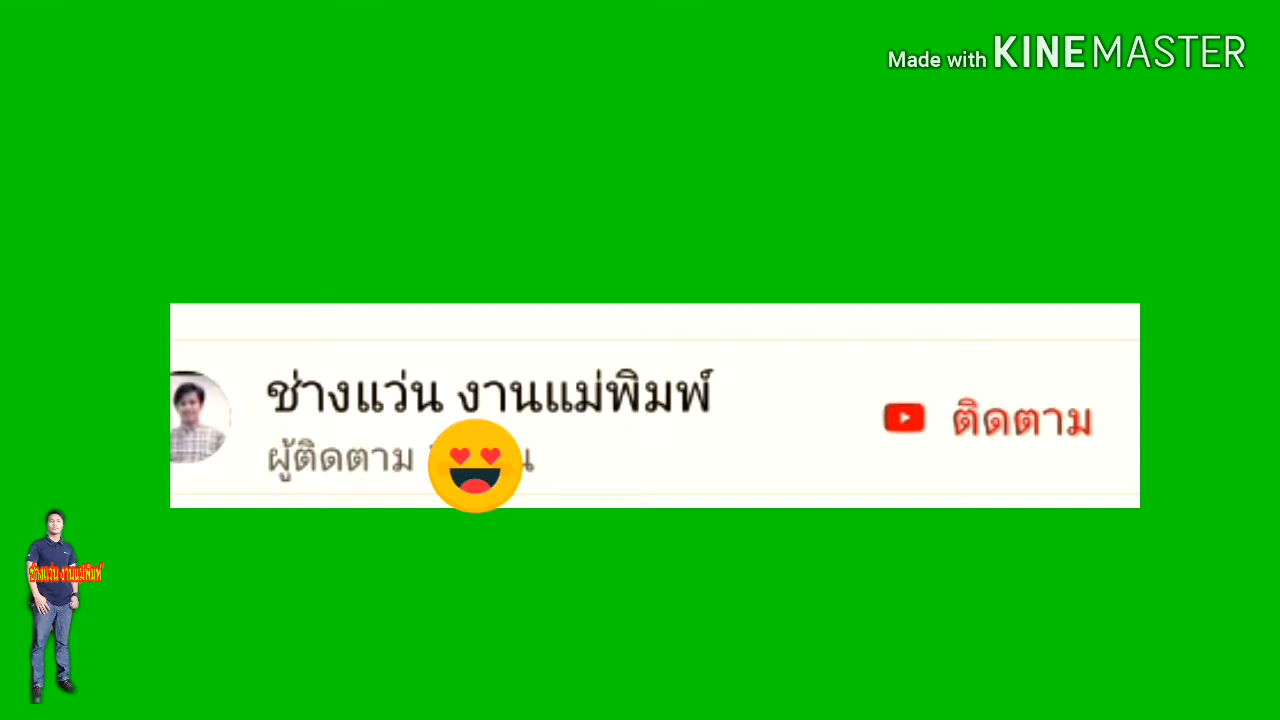 Made with KINEMASTER
ช่างแว่น งานแม่พิมพ์
ติดตาม
ผู้ติดตาม
ช่างแว่น งานแม่พิมพ์